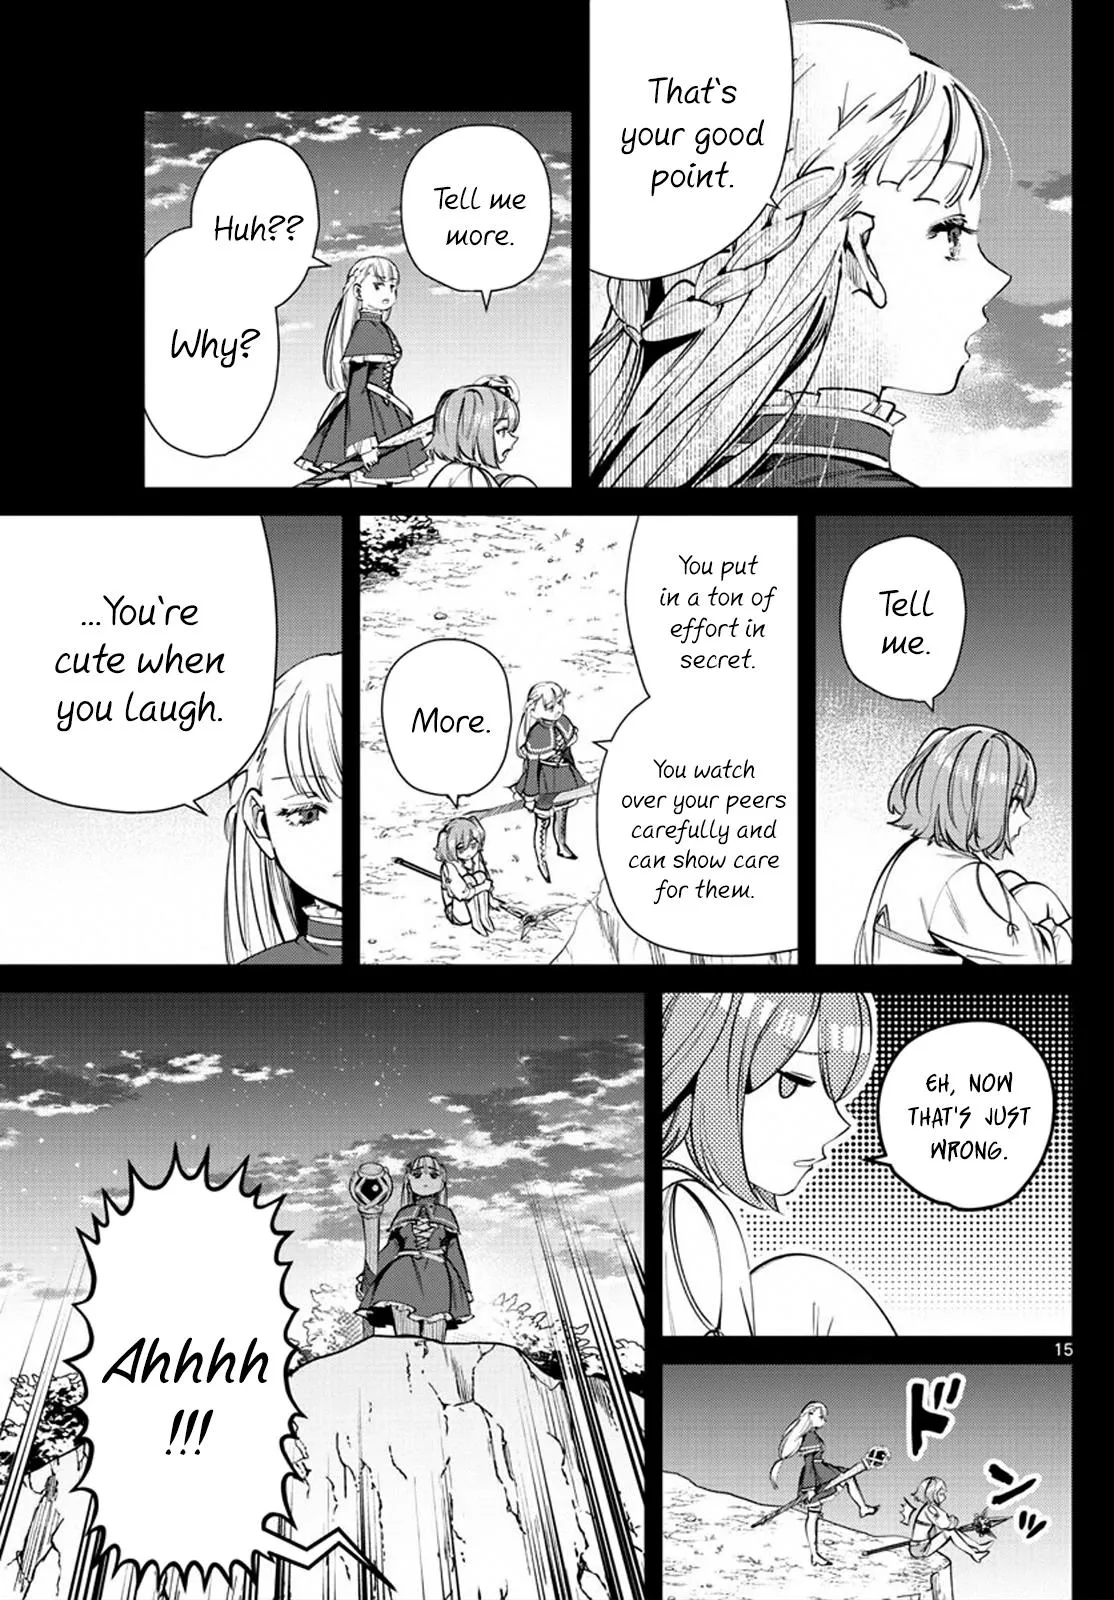 That's
your good
point.
Tell me
more.
Huh??
Why?
Tell
me.
You put
in a ton of
effort in
secret.
You watch
over your peers
carefully and
can show care
for them.
More.
...You're
cute when
you laugh.
EH, NOW
THAT'S JUST
WRONG.
15
ドンッ
Ahhhh
!!!